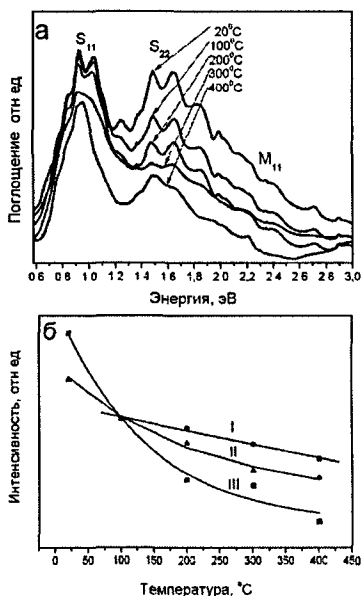 а
S₁₁
S₂₂
20°C
100°C
200°C
300°C
400°C
M₁₁
Поглощение отн ед
0 6 0 8 1 0 1 2 1 4 1 6 1 8 2 0 2 2 2 4 2 6 2 8 3,0
Энергия, эВ
б
I
II
III
Интенсивность, отн ед
0 50 100 150 200 250 300 350 400 450
Температура, °С